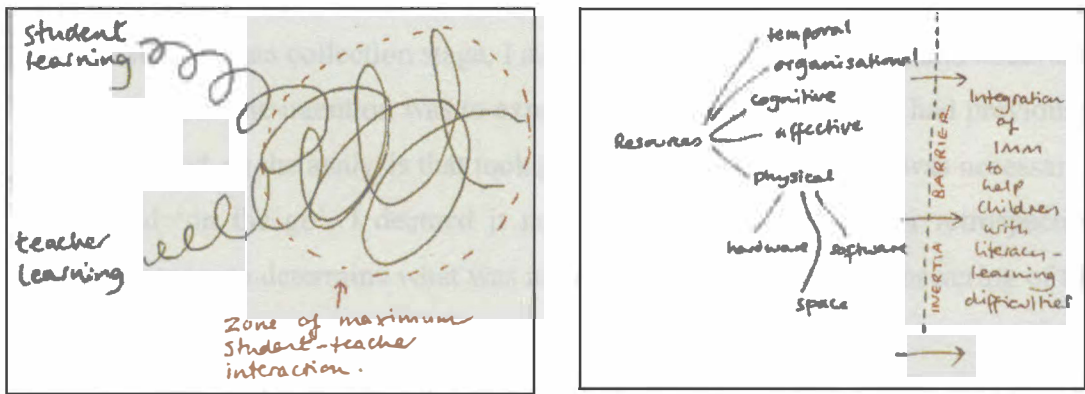 student
learning
teacher
learning
zone of maximum
student-teacher
interaction.
temporal
organisational
cognitive
Resources
affective
physical
hardware
software
space
INERTIA BARRIER
Integration
of
IMM
to
help
children
with
literacy-
learning
difficulties